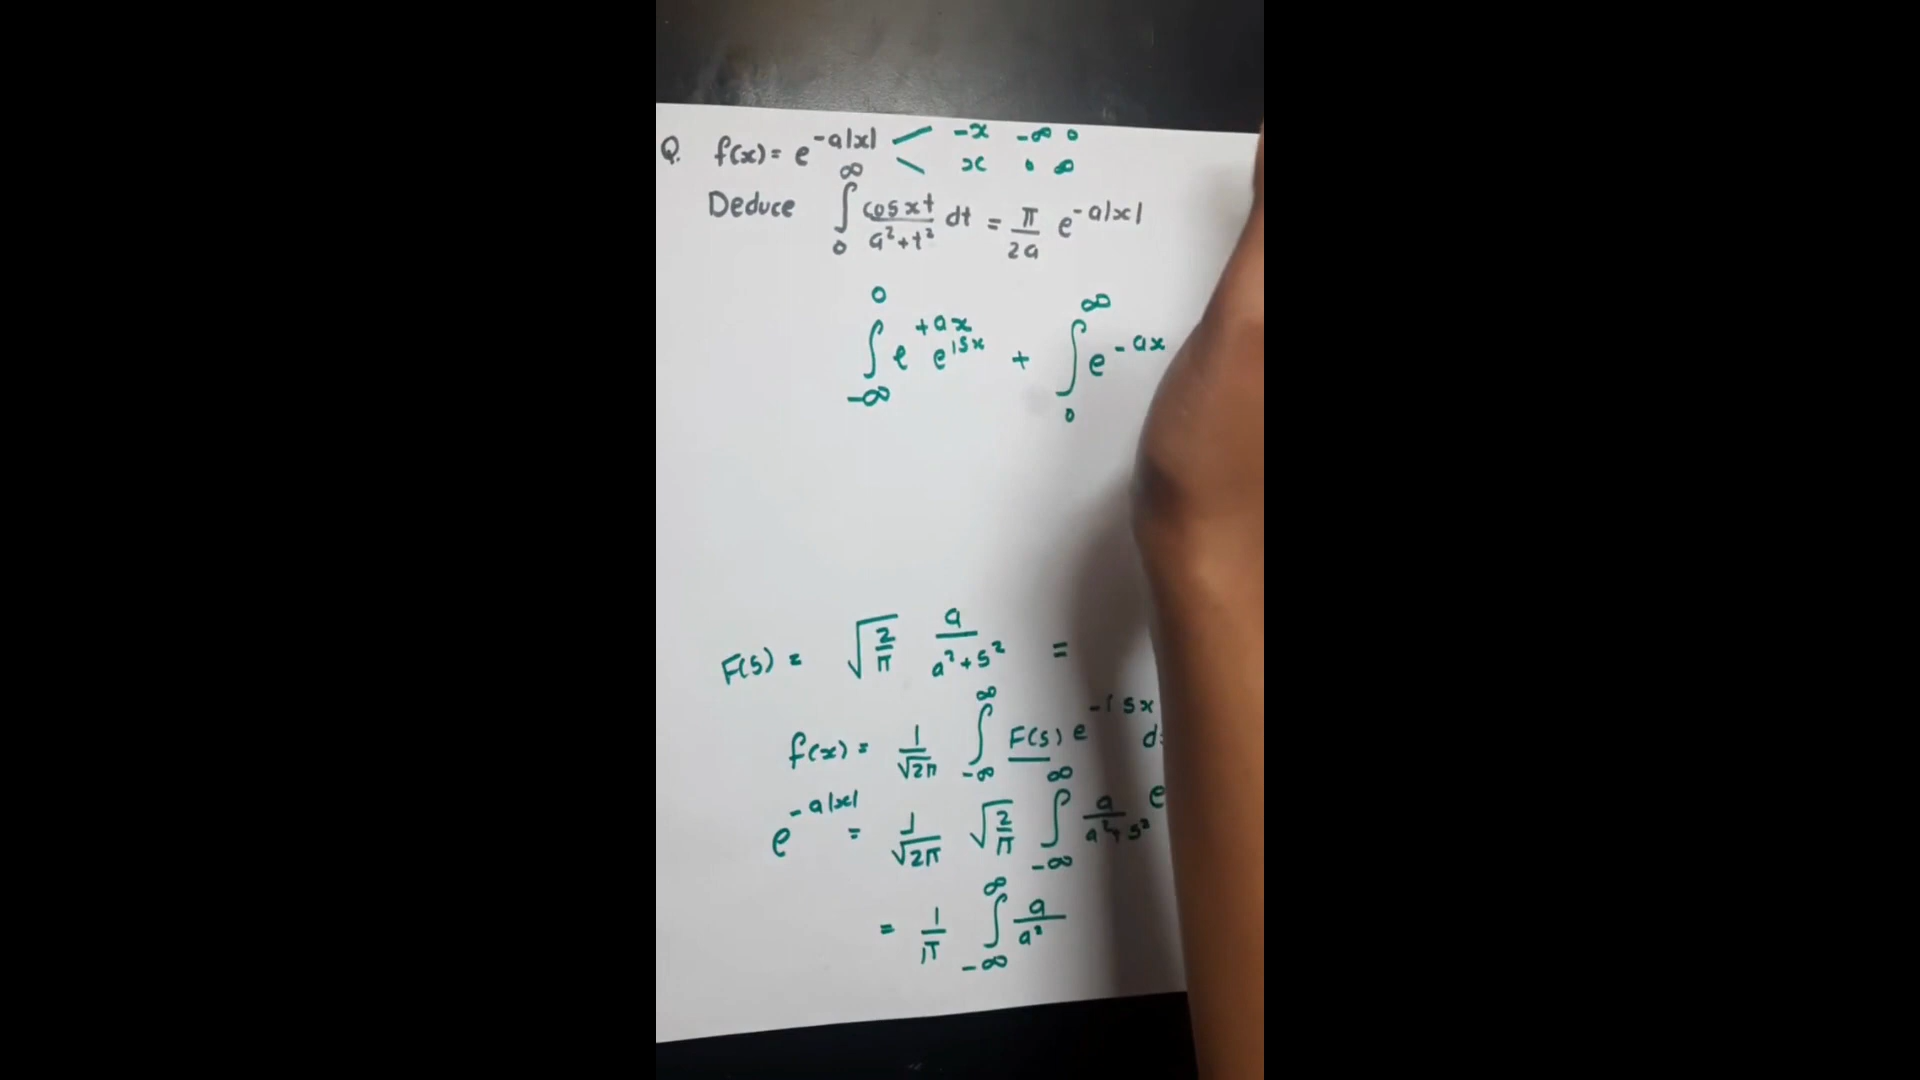 Q. f(x) = e^{-a|x|} < -x -∞ 0
x 0 ∞
Deduce ∫_0^∞ cos xt / (a²+t²) dt = π/2a e^{-a|x|}
∫_{-∞}^0 e^{+ax} e^{isx} + ∫_0^∞ e^{-ax}
F(s) = √(2/π) a/(a²+s²) =
f(x) = 1/√2π ∫_{-∞}^∞ F(s) e^{-isx} d
e^{-a|x|} = 1/√2π √(2/π) ∫_{-∞}^∞ a/(a²+s²) e
= 1/π ∫_{-∞}^∞ a/a²